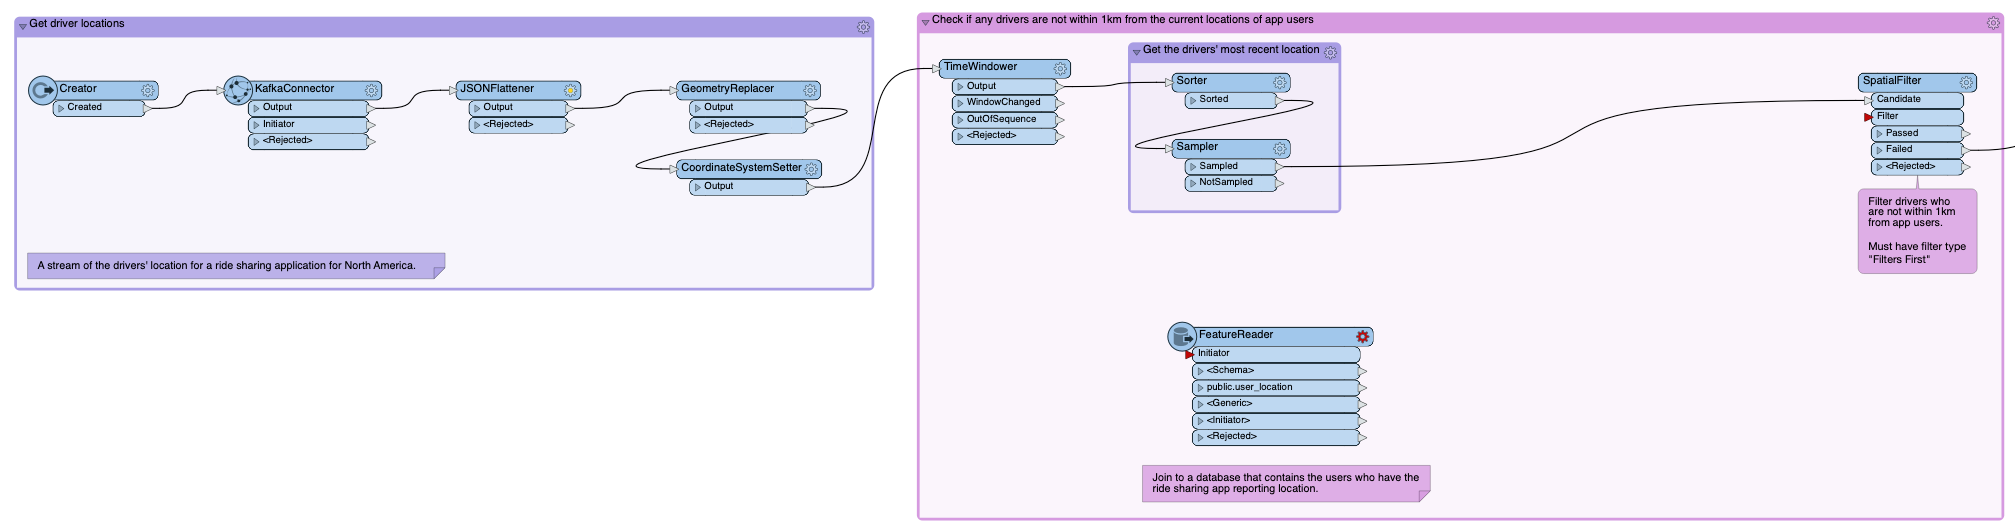 Get driver locations
Creator
Created
KafkaConnector
Output
Initiator
<Rejected>
JSONFlattener
Output
<Rejected>
GeometryReplacer
Output
<Rejected>
CoordinateSystemSetter
Output
A stream of the drivers' location for a ride sharing application for North America.
Check if any drivers are not within 1km from the current locations of app users
TimeWindower
Output
WindowChanged
OutOfSequence
<Rejected>
Get the drivers' most recent location
Sorter
Sorted
Sampler
Sampled
NotSampled
SpatialFilter
Candidate
Filter
Passed
Failed
<Rejected>
Filter drivers who
are not within 1km
from app users.
Must have filter type
"Filters First"
FeatureReader
Initiator
<Schema>
public.user_location
<Generic>
<Initiator>
<Rejected>
Join to a database that contains the users who have the
ride sharing app reporting location.